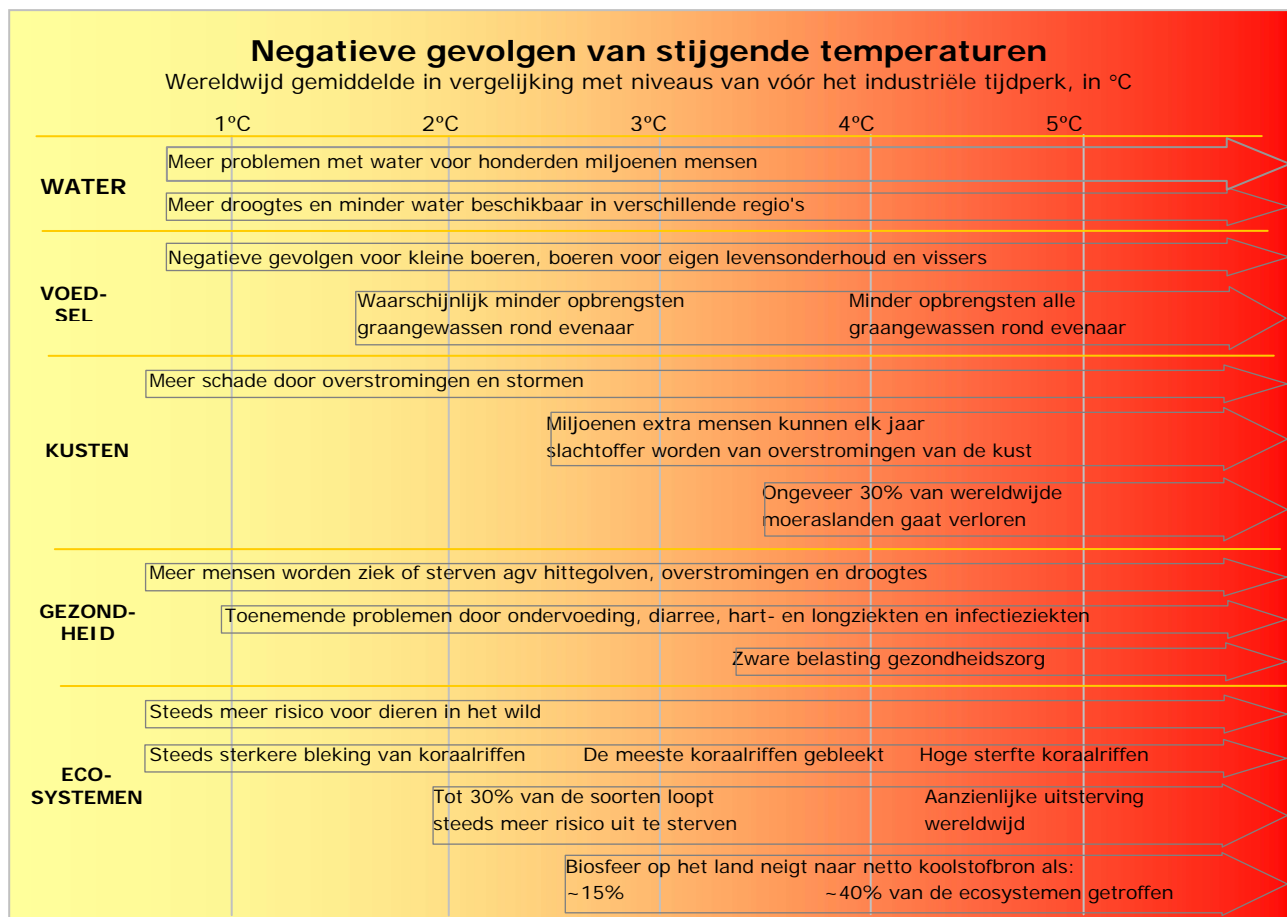 Negatieve gevolgen van stijgende temperaturen
Wereldwijd gemiddelde in vergelijking met niveaus van vóór het industriële tijdperk, in °C
1°C 2°C 3°C 4°C 5°C
WATER
Meer problemen met water voor honderden miljoenen mensen
Meer droogtes en minder water beschikbaar in verschillende regio's
VOED-
SEL
Negatieve gevolgen voor kleine boeren, boeren voor eigen levensonderhoud en vissers
Waarschijnlijk minder opbrengsten
graangewassen rond evenaar
Minder opbrengsten alle
graangewassen rond evenaar
KUSTEN
Meer schade door overstromingen en stormen
Miljoenen extra mensen kunnen elk jaar
slachtoffer worden van overstromingen van de kust
Ongeveer 30% van wereldwijde
moeraslanden gaat verloren
GEZOND-
HEID
Meer mensen worden ziek of sterven agv hittegolven, overstromingen en droogtes
Toenemende problemen door ondervoeding, diarree, hart- en longziekten en infectieziekten
Zware belasting gezondheidszorg
ECO-
SYSTEMEN
Steeds meer risico voor dieren in het wild
Steeds sterkere bleking van koraalriffen De meeste koraalriffen gebleekt Hoge sterfte koraalriffen
Tot 30% van de soorten loopt
steeds meer risico uit te sterven
Aanzienlijke uitsterving
wereldwijd
Biosfeer op het land neigt naar netto koolstofbron als:
~15% ~40% van de ecosystemen getroffen